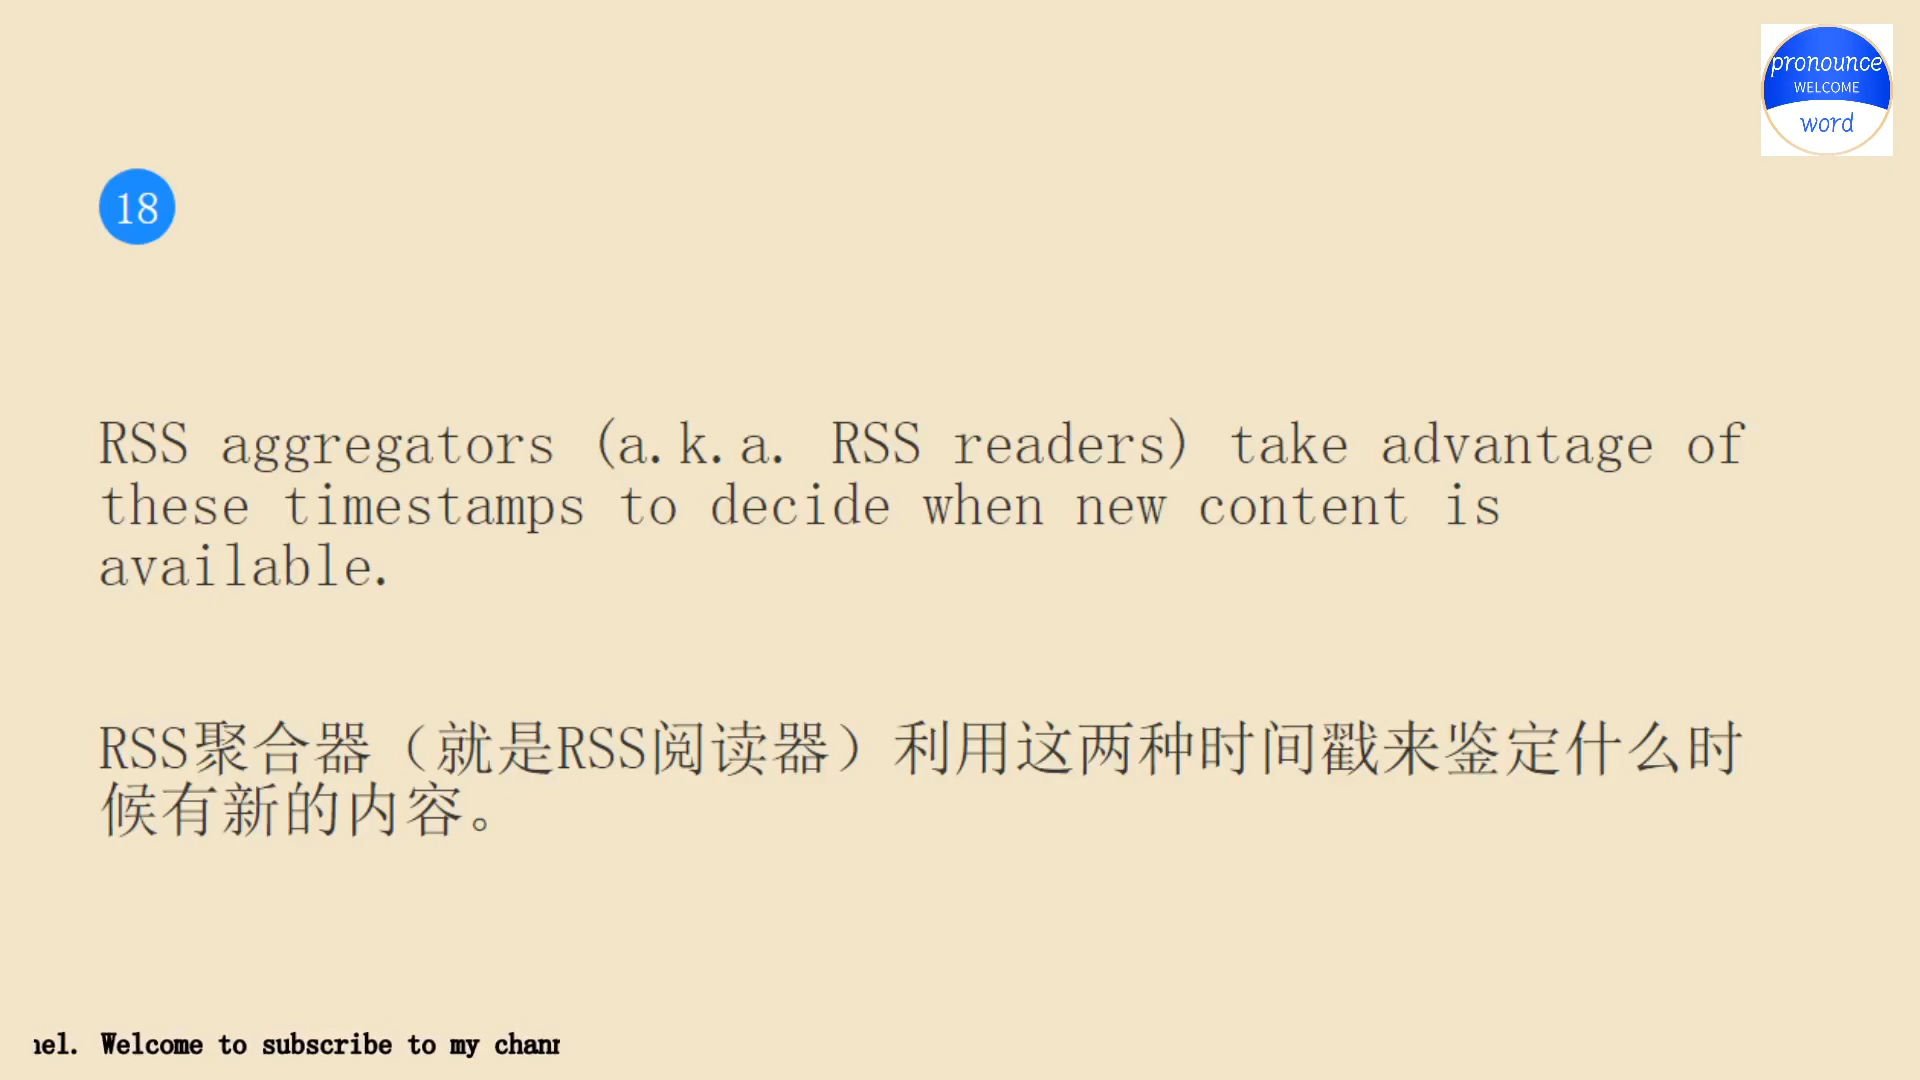 pronounce
WELCOME
word
18
RSS aggregators (a.k.a. RSS readers) take advantage of
these timestamps to decide when new content is
available.
RSS聚合器（就是RSS阅读器）利用这两种时间戳来鉴定什么时
候有新的内容。
nel. Welcome to subscribe to my chann